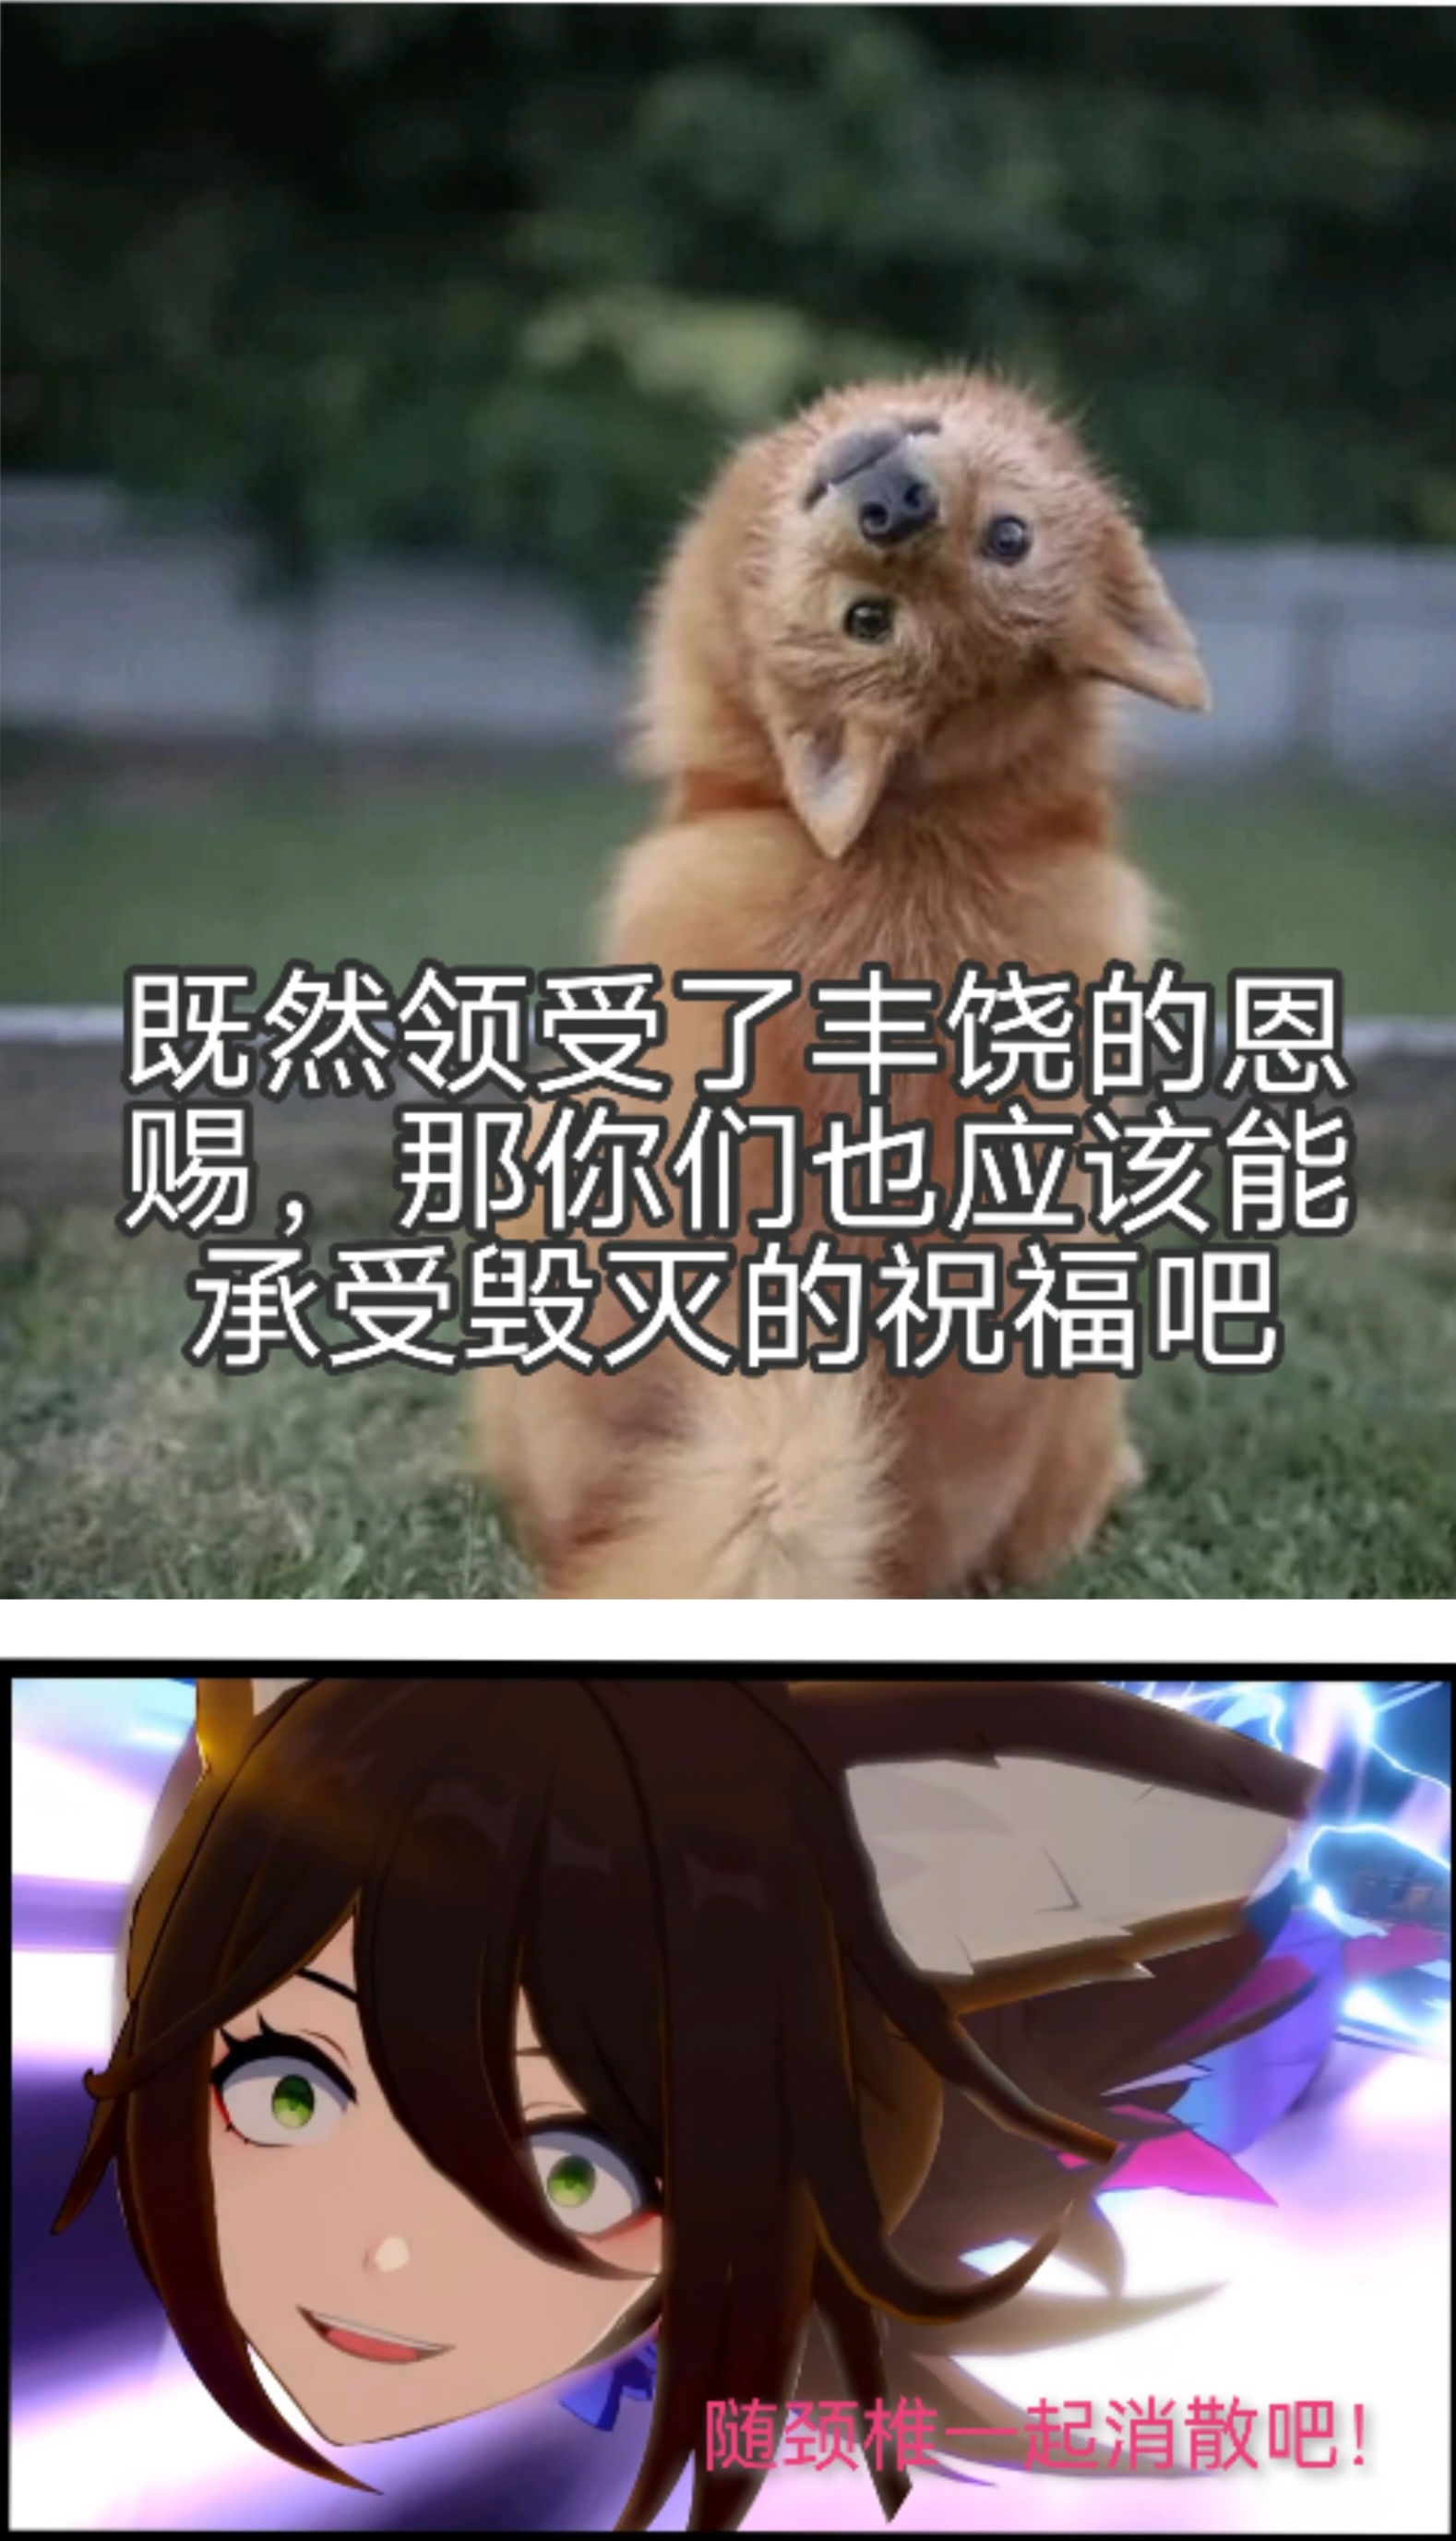 既然领受了丰饶的恩
赐，那你们也应该能
承受毁灭的祝福吧
随颈椎一起消散吧！